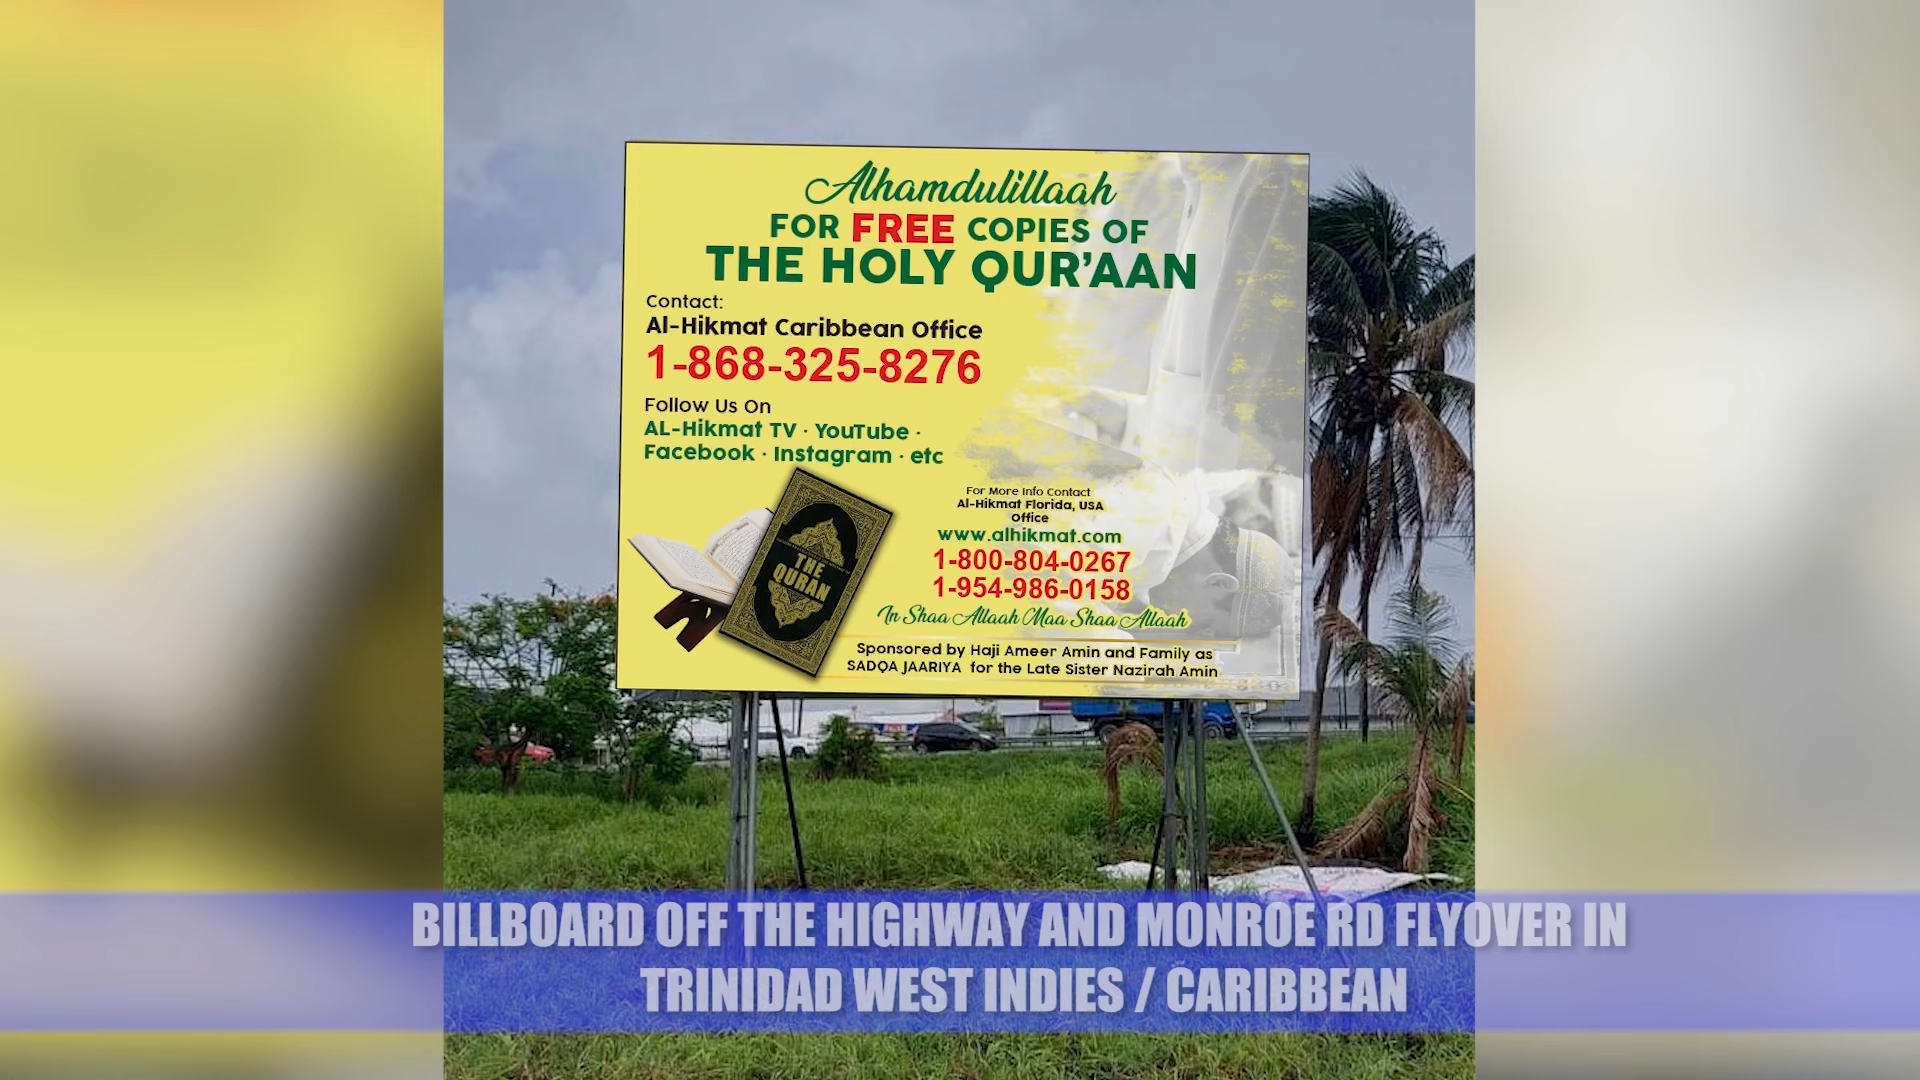 Alhamdulillaah
FOR FREE COPIES OF
THE HOLY QUR'AAN
Contact:
Al-Hikmat Caribbean Office
1-868-325-8276
Follow Us On
AL-Hikmat TV · YouTube ·
Facebook · Instagram · etc
THE
QURAN
For More Info Contact
Al-Hikmat Florida, USA
Office
www.alhikmat.com
1-800-804-0267
1-954-986-0158
In Shaa Allaah Maa Shaa Allaah
Sponsored by Haji Ameer Amin and Family as
SADQA JAARIYA for the Late Sister Nazirah Amin
BILLBOARD OFF THE HIGHWAY AND MONROE RD FLYOVER IN
TRINIDAD WEST INDIES / CARIBBEAN